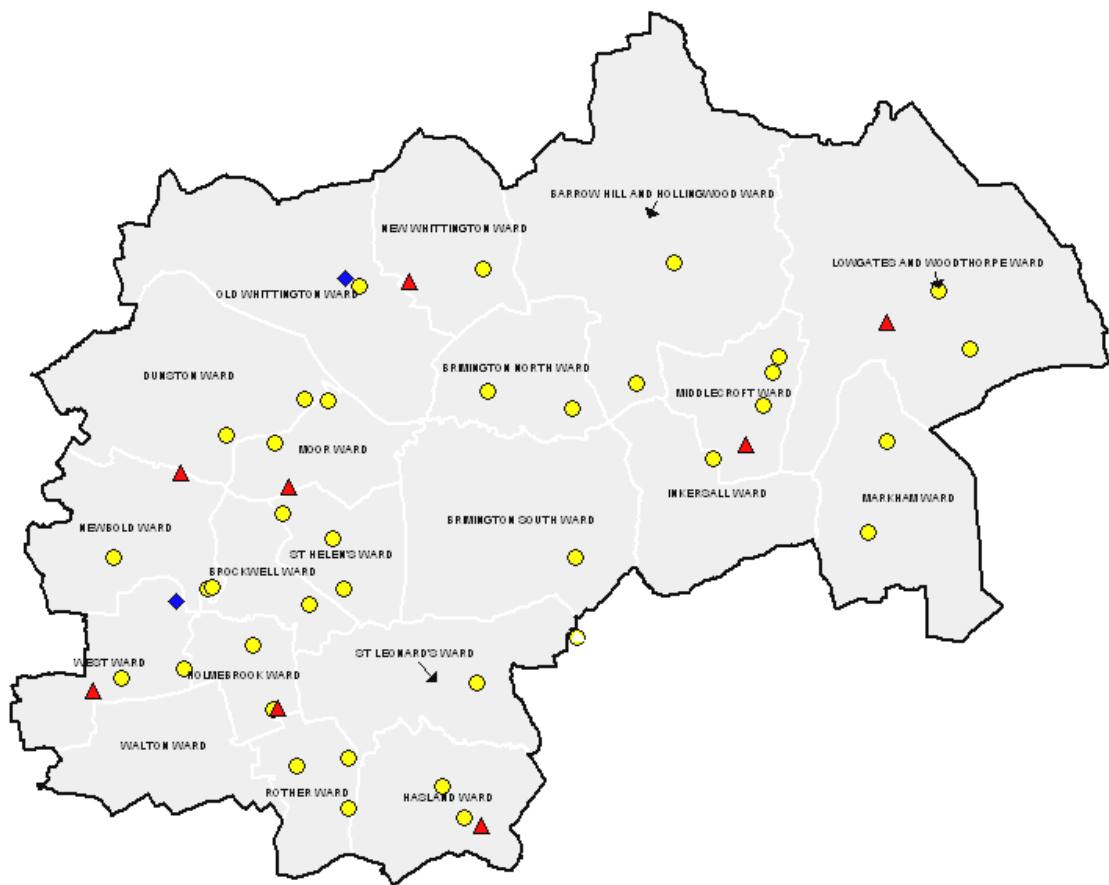 BARROW HILL AND HOLLINGWOOD WARD
NEW WHITTINGTON WARD
LOWGATES AND WOODTHORPE WARD
OLD WHITTINGTON WARD
BRIMINGTON NORTH WARD
DUNSTON WARD
MIDDLECROFT WARD
MOOR WARD
INKERSALL WARD
MARKHAM WARD
BRIMINGTON SOUTH WARD
NEWBOLD WARD
ST HELEN'S WARD
BROCKWELL WARD
ST LEONARD'S WARD
WEST WARD
HOLMEBROOK WARD
WALTON WARD
ROTHER WARD
HASLAND WARD